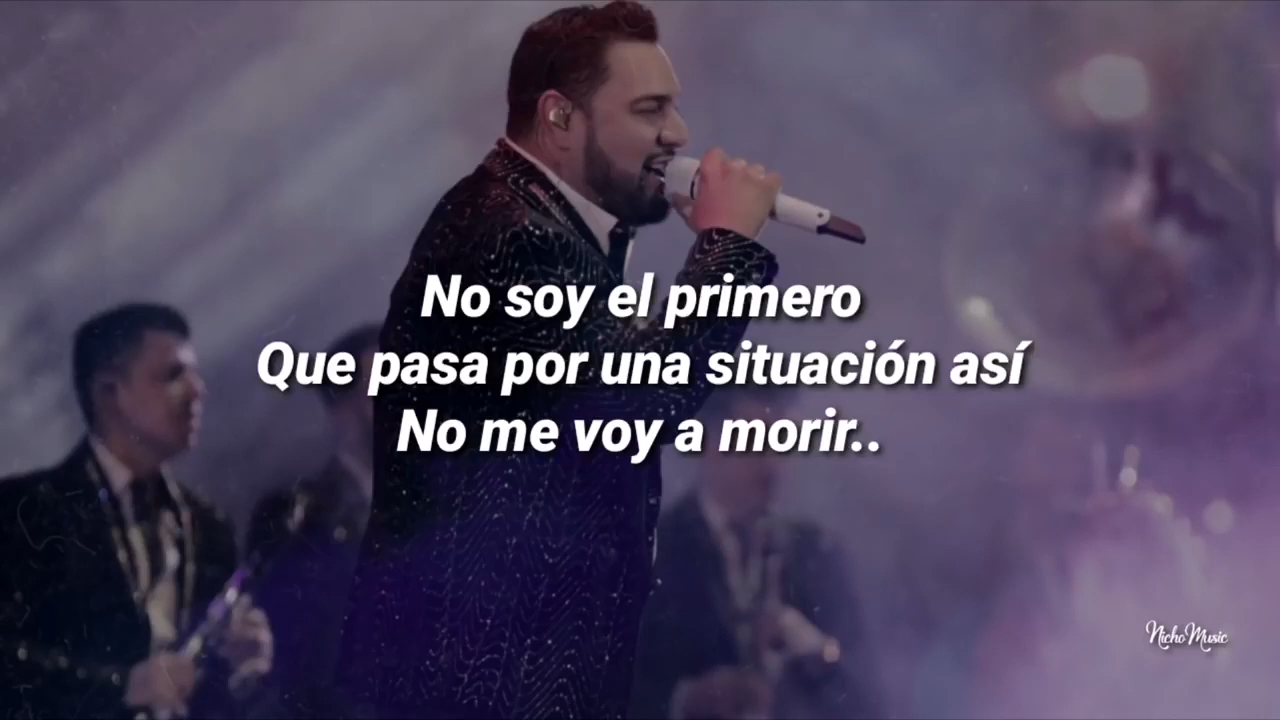 No soy el primero
Que pasa por una situación así
No me voy a morir..
NichoMusic